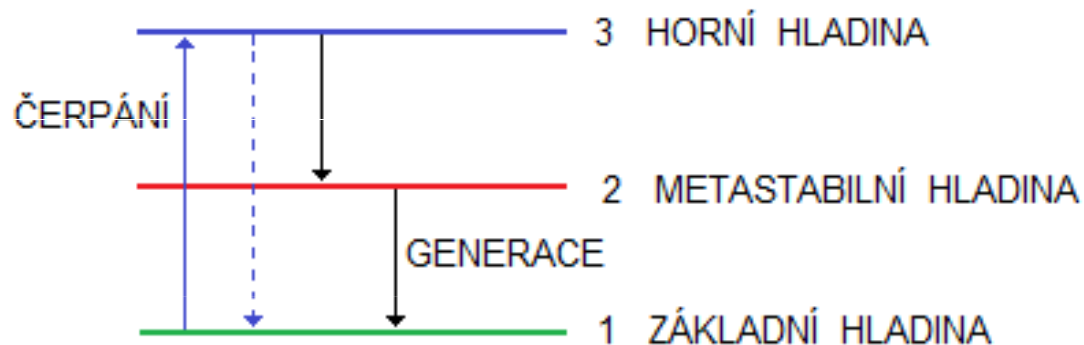 3 HORNÍ HLADINA
ČERPÁNÍ
2 METASTABILNÍ HLADINA
GENERACE
1 ZÁKLADNÍ HLADINA